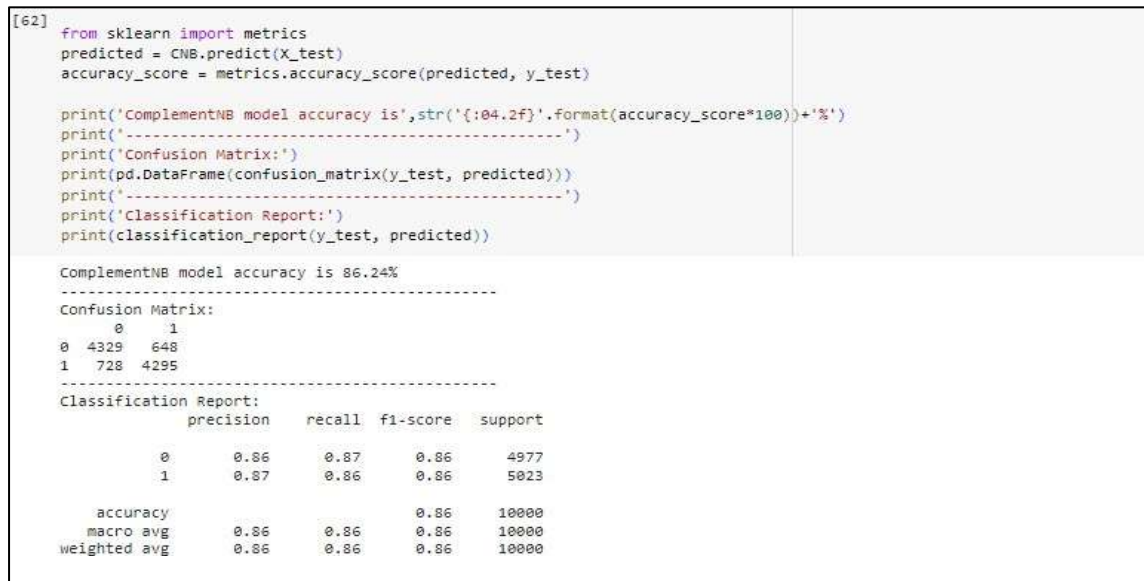 [62]
from sklearn import metrics
predicted = CNB.predict(X_test)
accuracy_score = metrics.accuracy_score(predicted, y_test)
print('ComplementNB model accuracy is',str('{:04.2f}'.format(accuracy_score*100))+'%')
print('------------------------------------------------')
print('Confusion Matrix:')
print(pd.DataFrame(confusion_matrix(y_test, predicted)))
print('------------------------------------------------')
print('Classification Report:')
print(classification_report(y_test, predicted))
ComplementNB model accuracy is 86.24%
------------------------------------------------
Confusion Matrix:
0 1
0 4329 648
1 728 4295
------------------------------------------------
Classification Report:
precision recall f1-score support
0 0.86 0.87 0.86 4977
1 0.87 0.86 0.86 5023
accuracy 0.86 10000
macro avg 0.86 0.86 0.86 10000
weighted avg 0.86 0.86 0.86 10000